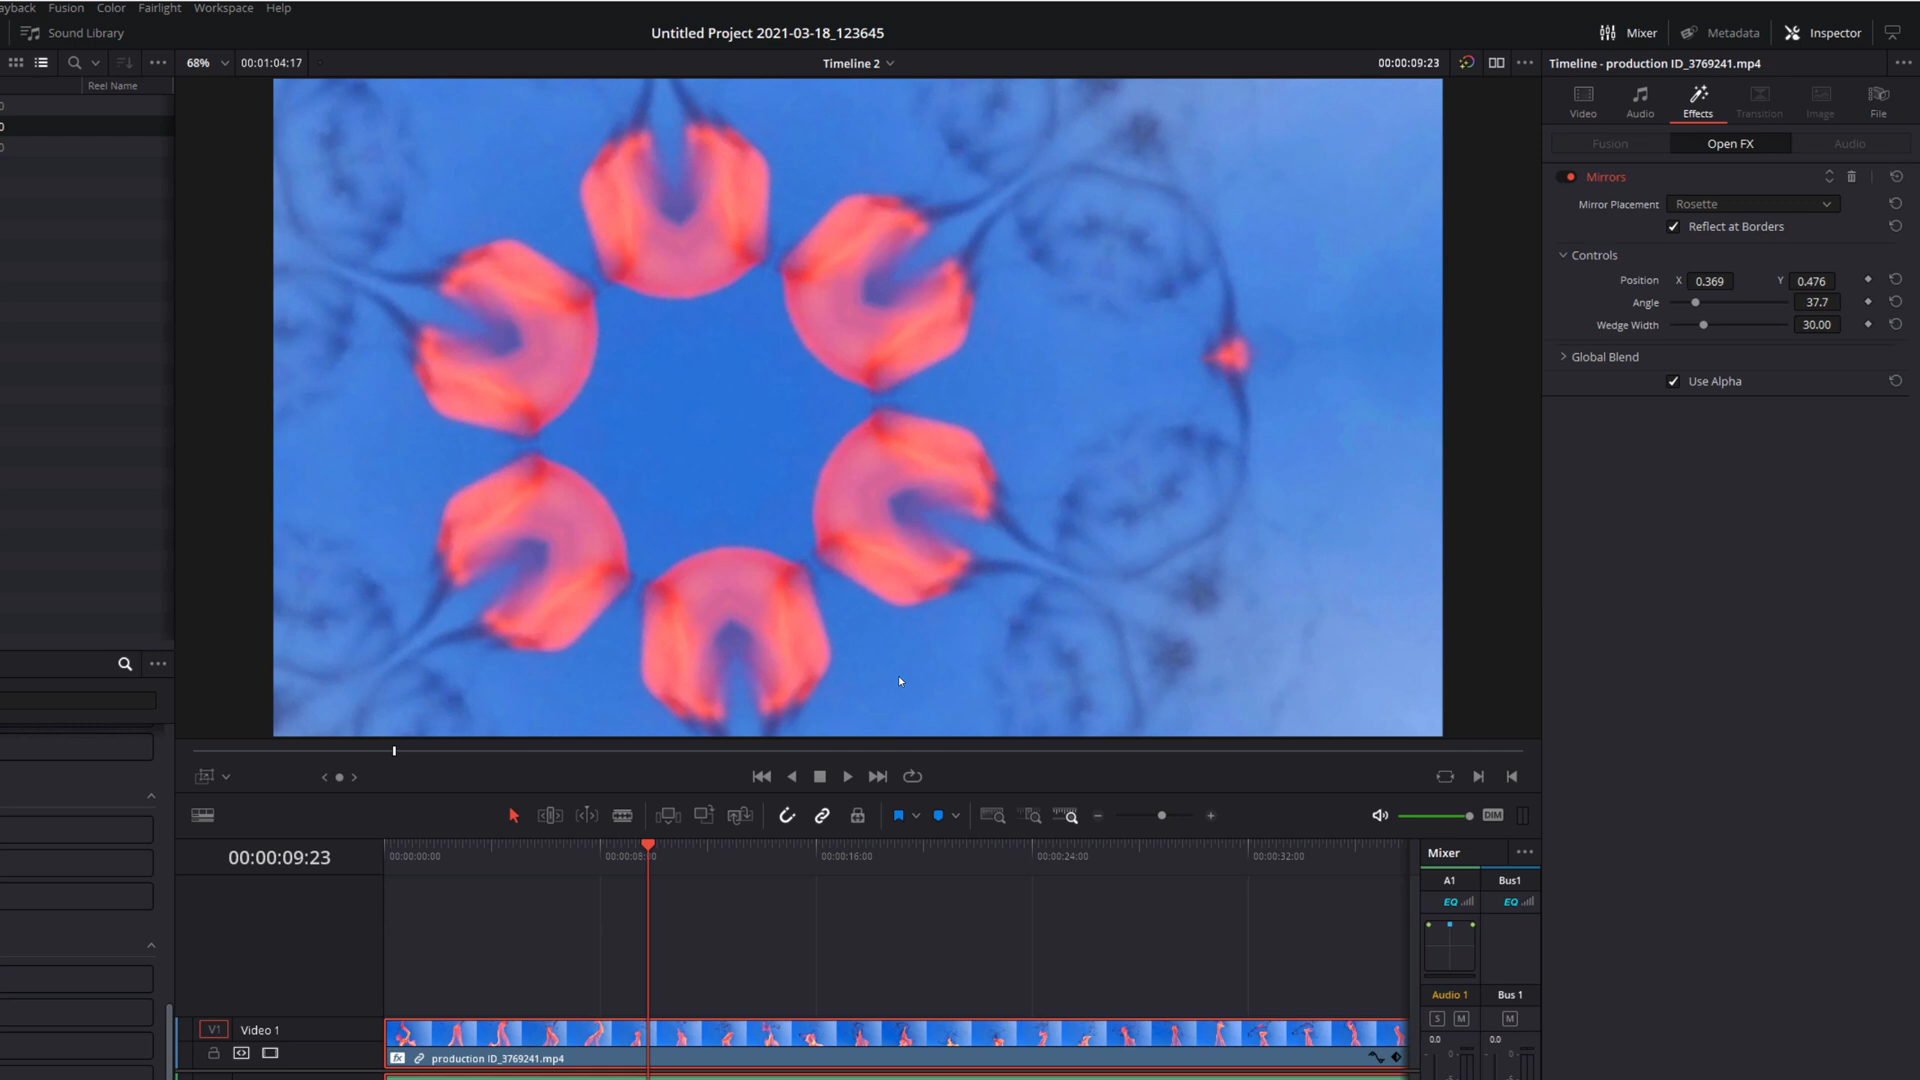 ayback Fusion Color Fairlight Workspace Help
Sound Library
Untitled Project 2021-03-18_123645
Mixer
Metadata
Inspector
68%
00:01:04:17
Timeline 2
00:00:09:23
Timeline - production ID_3769241.mp4
Reel Name
Video
Audio
Effects
Transition
Image
File
Fusion
Open FX
Audio
Mirrors
Mirror Placement Rosette
Reflect at Borders
Controls
Position X 0.369 Y 0.476
Angle 37.7
Wedge Width 30.00
Global Blend
Use Alpha
DIM
00:00:09:23
00:00:00:00
00:00:08:00
00:00:16:00
00:00:24:00
00:00:32:00
Mixer
A1
Bus1
EQ
EQ
Audio 1
Bus 1
S M
M
0.0
0.0
0
0
V1 Video 1
fx production ID_3769241.mp4